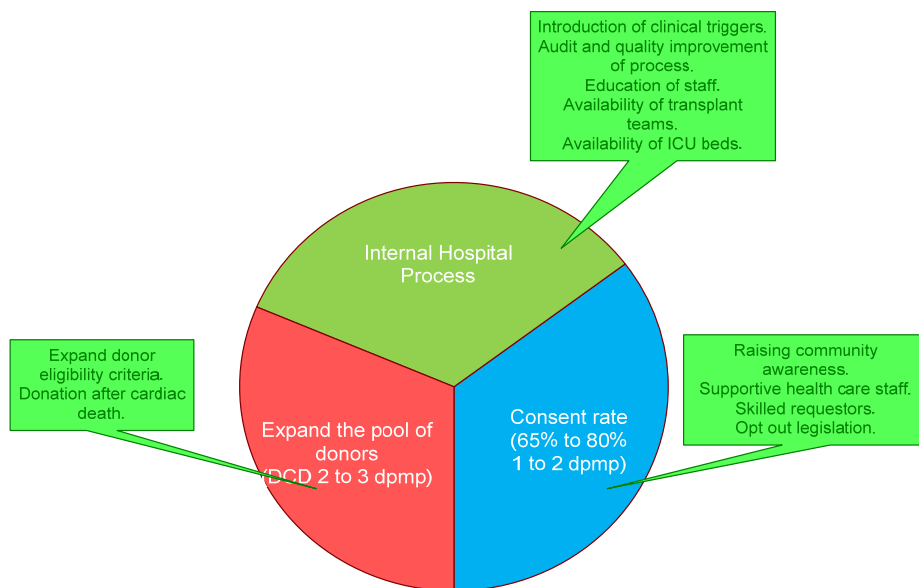 Introduction of clinical triggers.
Audit and quality improvement
of process.
Education of staff.
Availability of transplant
teams.
Availability of ICU beds.
Internal Hospital
Process
Expand donor
eligibility criteria.
Donation after cardiac
death.
Expand the pool of
donors
(DCD 2 to 3 dpmp)
Consent rate
(65% to 80%
1 to 2 dpmp)
Raising community
awareness.
Supportive health care staff.
Skilled requestors.
Opt out legislation.